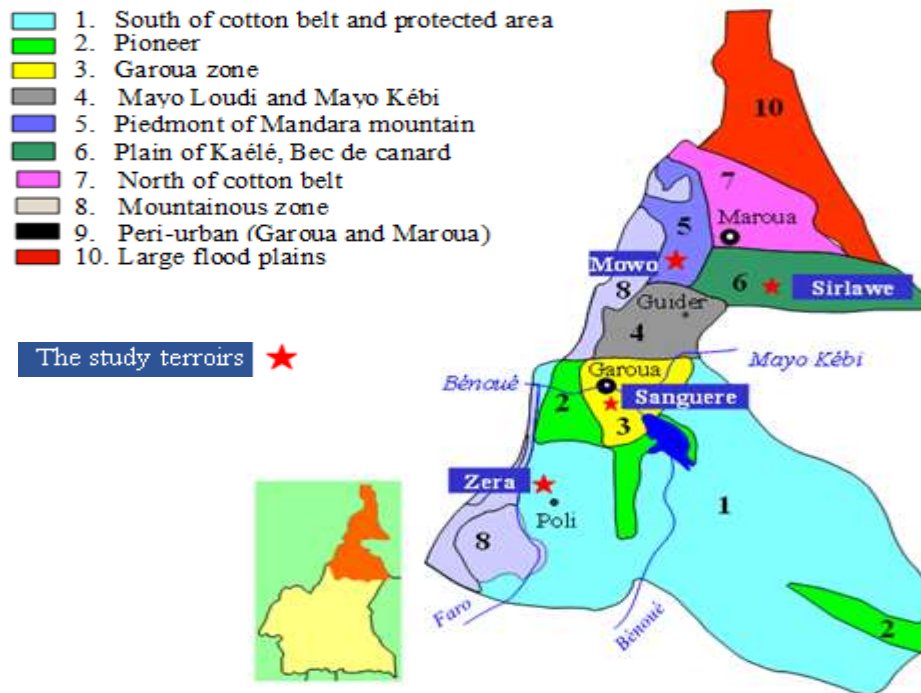 1. South of cotton belt and protected area
2. Pioneer
3. Garoua zone
4. Mayo Loudi and Mayo Kébi
5. Piedmont of Mandara mountain
6. Plain of Kaélé, Bec de canard
7. North of cotton belt
8. Mountainous zone
9. Peri-urban (Garoua and Maroua)
10. Large flood plains
The study terroirs
10
7
Maroua
5
Mowo
6
Sirlawe
8
Guider
4
Mayo Kébi
Bénoué
Garoua
2
Sanguere
3
Zera
Poli
1
8
Faro
Bénoué
2